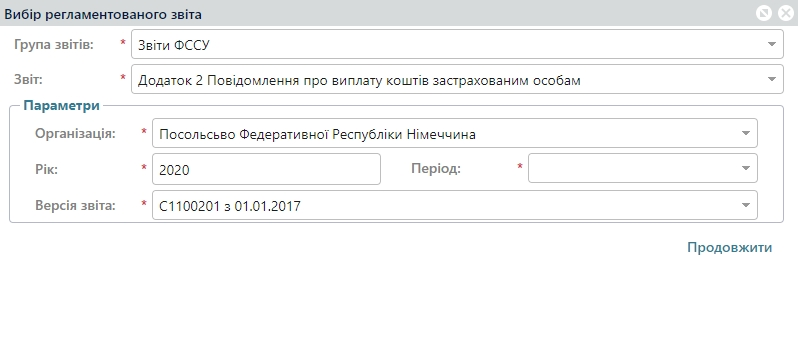 Вибір регламентованого звіта
Група звітів: * Звіти ФССУ
Звіт: * Додаток 2 Повідомлення про виплату коштів застрахованим особам
Параметри
Організація: * Посольсьво Федеративної Республіки Німеччина
Рік: * 2020 Період: *
Версія звіта: * С1100201 з 01.01.2017
Продовжити